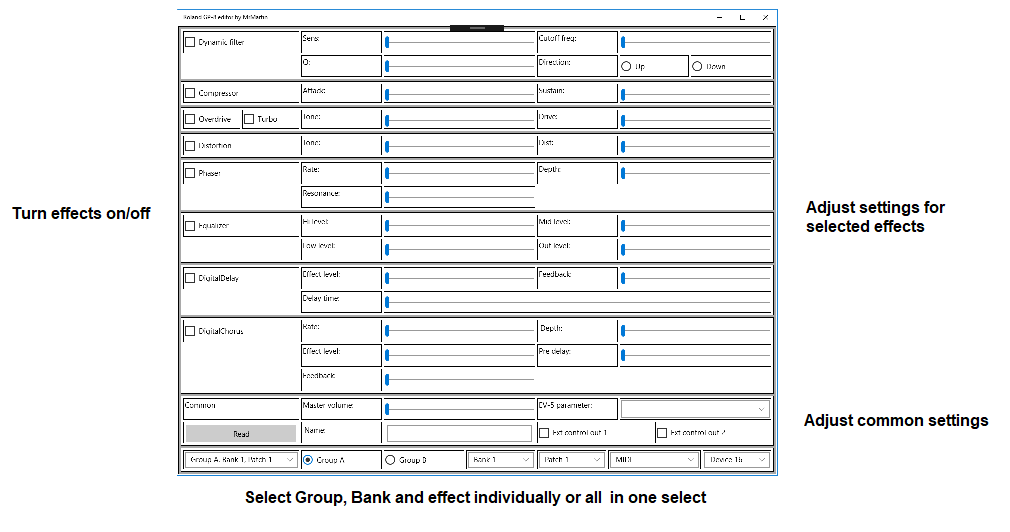 Roland GP-8 editor by MrMartin
Dynamic filter Sens: Cutoff freq:
Q: Direction: Up Down
Compressor Attack: Sustain:
Overdrive Turbo Tone: Drive:
Distortion Tone: Dist:
Phaser Rate: Depth:
Resonance:
Turn effects on/off
Adjust settings for
selected effects
Equalizer Hi level: Mid level:
Low level: Out level:
DigitalDelay Effect level: Feedback:
Delay time:
DigitalChorus Rate: Depth:
Effect level: Pre delay:
Feedback:
Common Master volume: EV-5 parameter:
Adjust common settings
Read Name: Ext control out 1 Ext control out 2
Group A, Bank 1, Patch 1 Group A Group B Bank 1 Patch 1 MIDI Device 16
Select Group, Bank and effect individually or all in one select